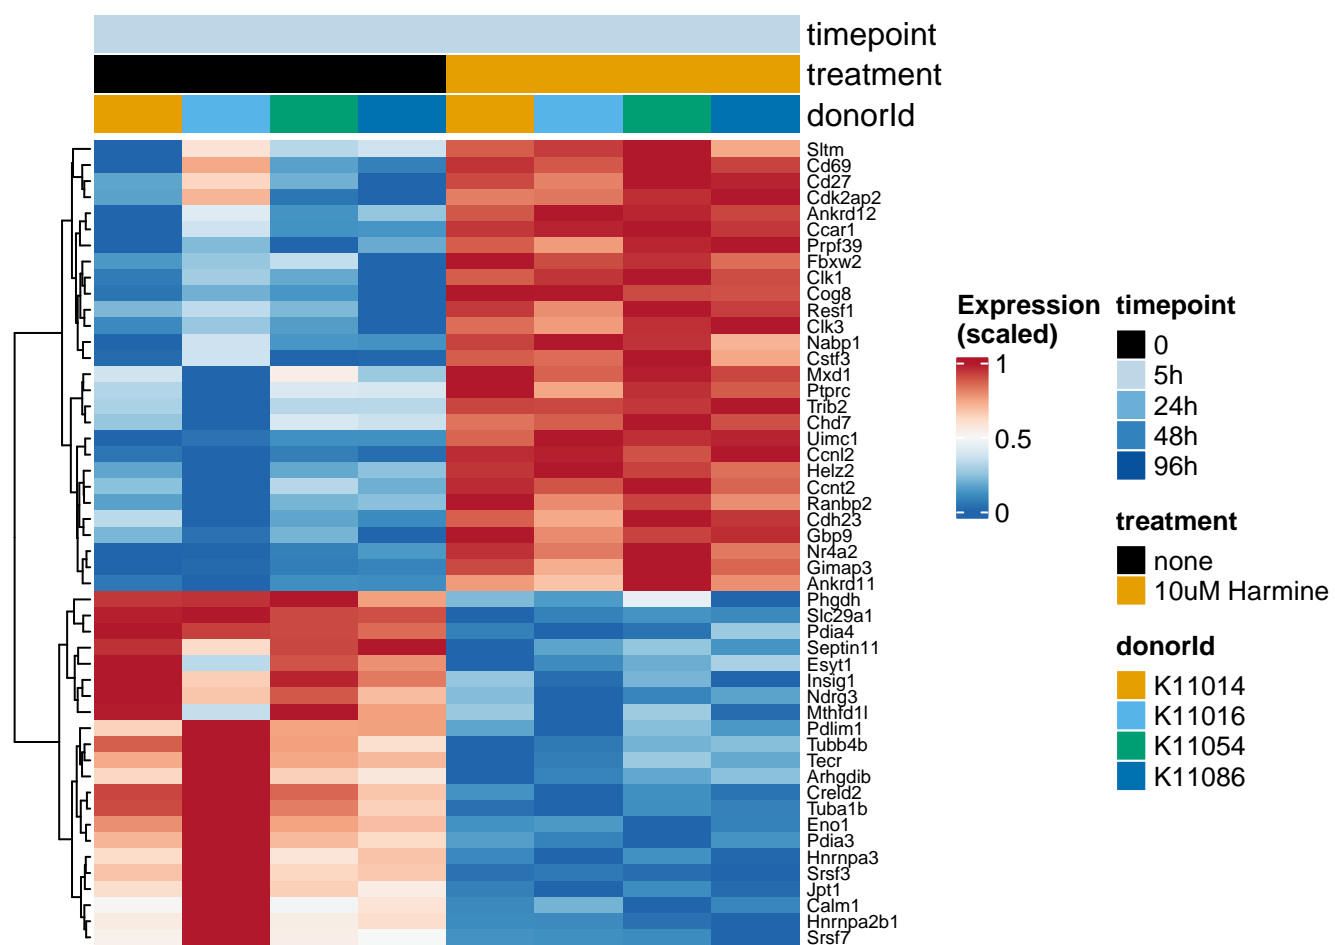 timepoint
treatment
donorId
Sltm
Cd69
Cd27
Cdk2ap2
Ankrd12
Ccar1
Prpf39
Fbxw2
Clk1
Cog8
Resf1
Clk3
Nabp1
Cstf3
Mxd1
Ptprc
Trib2
Chd7
Uimc1
Ccnl2
Helz2
Ccnt2
Ranbp2
Cdh23
Gbp9
Nr4a2
Gimap3
Ankrd11
Phgdh
Slc29a1
Pdia4
Septin11
Esyt1
Insig1
Ndrg3
Mthfd1l
Pdlim1
Tubb4b
Tecr
Arhgdib
Creld2
Tuba1b
Eno1
Pdia3
Hnrnpa3
Srsf3
Jpt1
Calm1
Hnrnpa2b1
Srsf7
Expression
(scaled)
1
0.5
0
timepoint
0
5h
24h
48h
96h
treatment
none
10uM Harmine
donorId
K11014
K11016
K11054
K11086